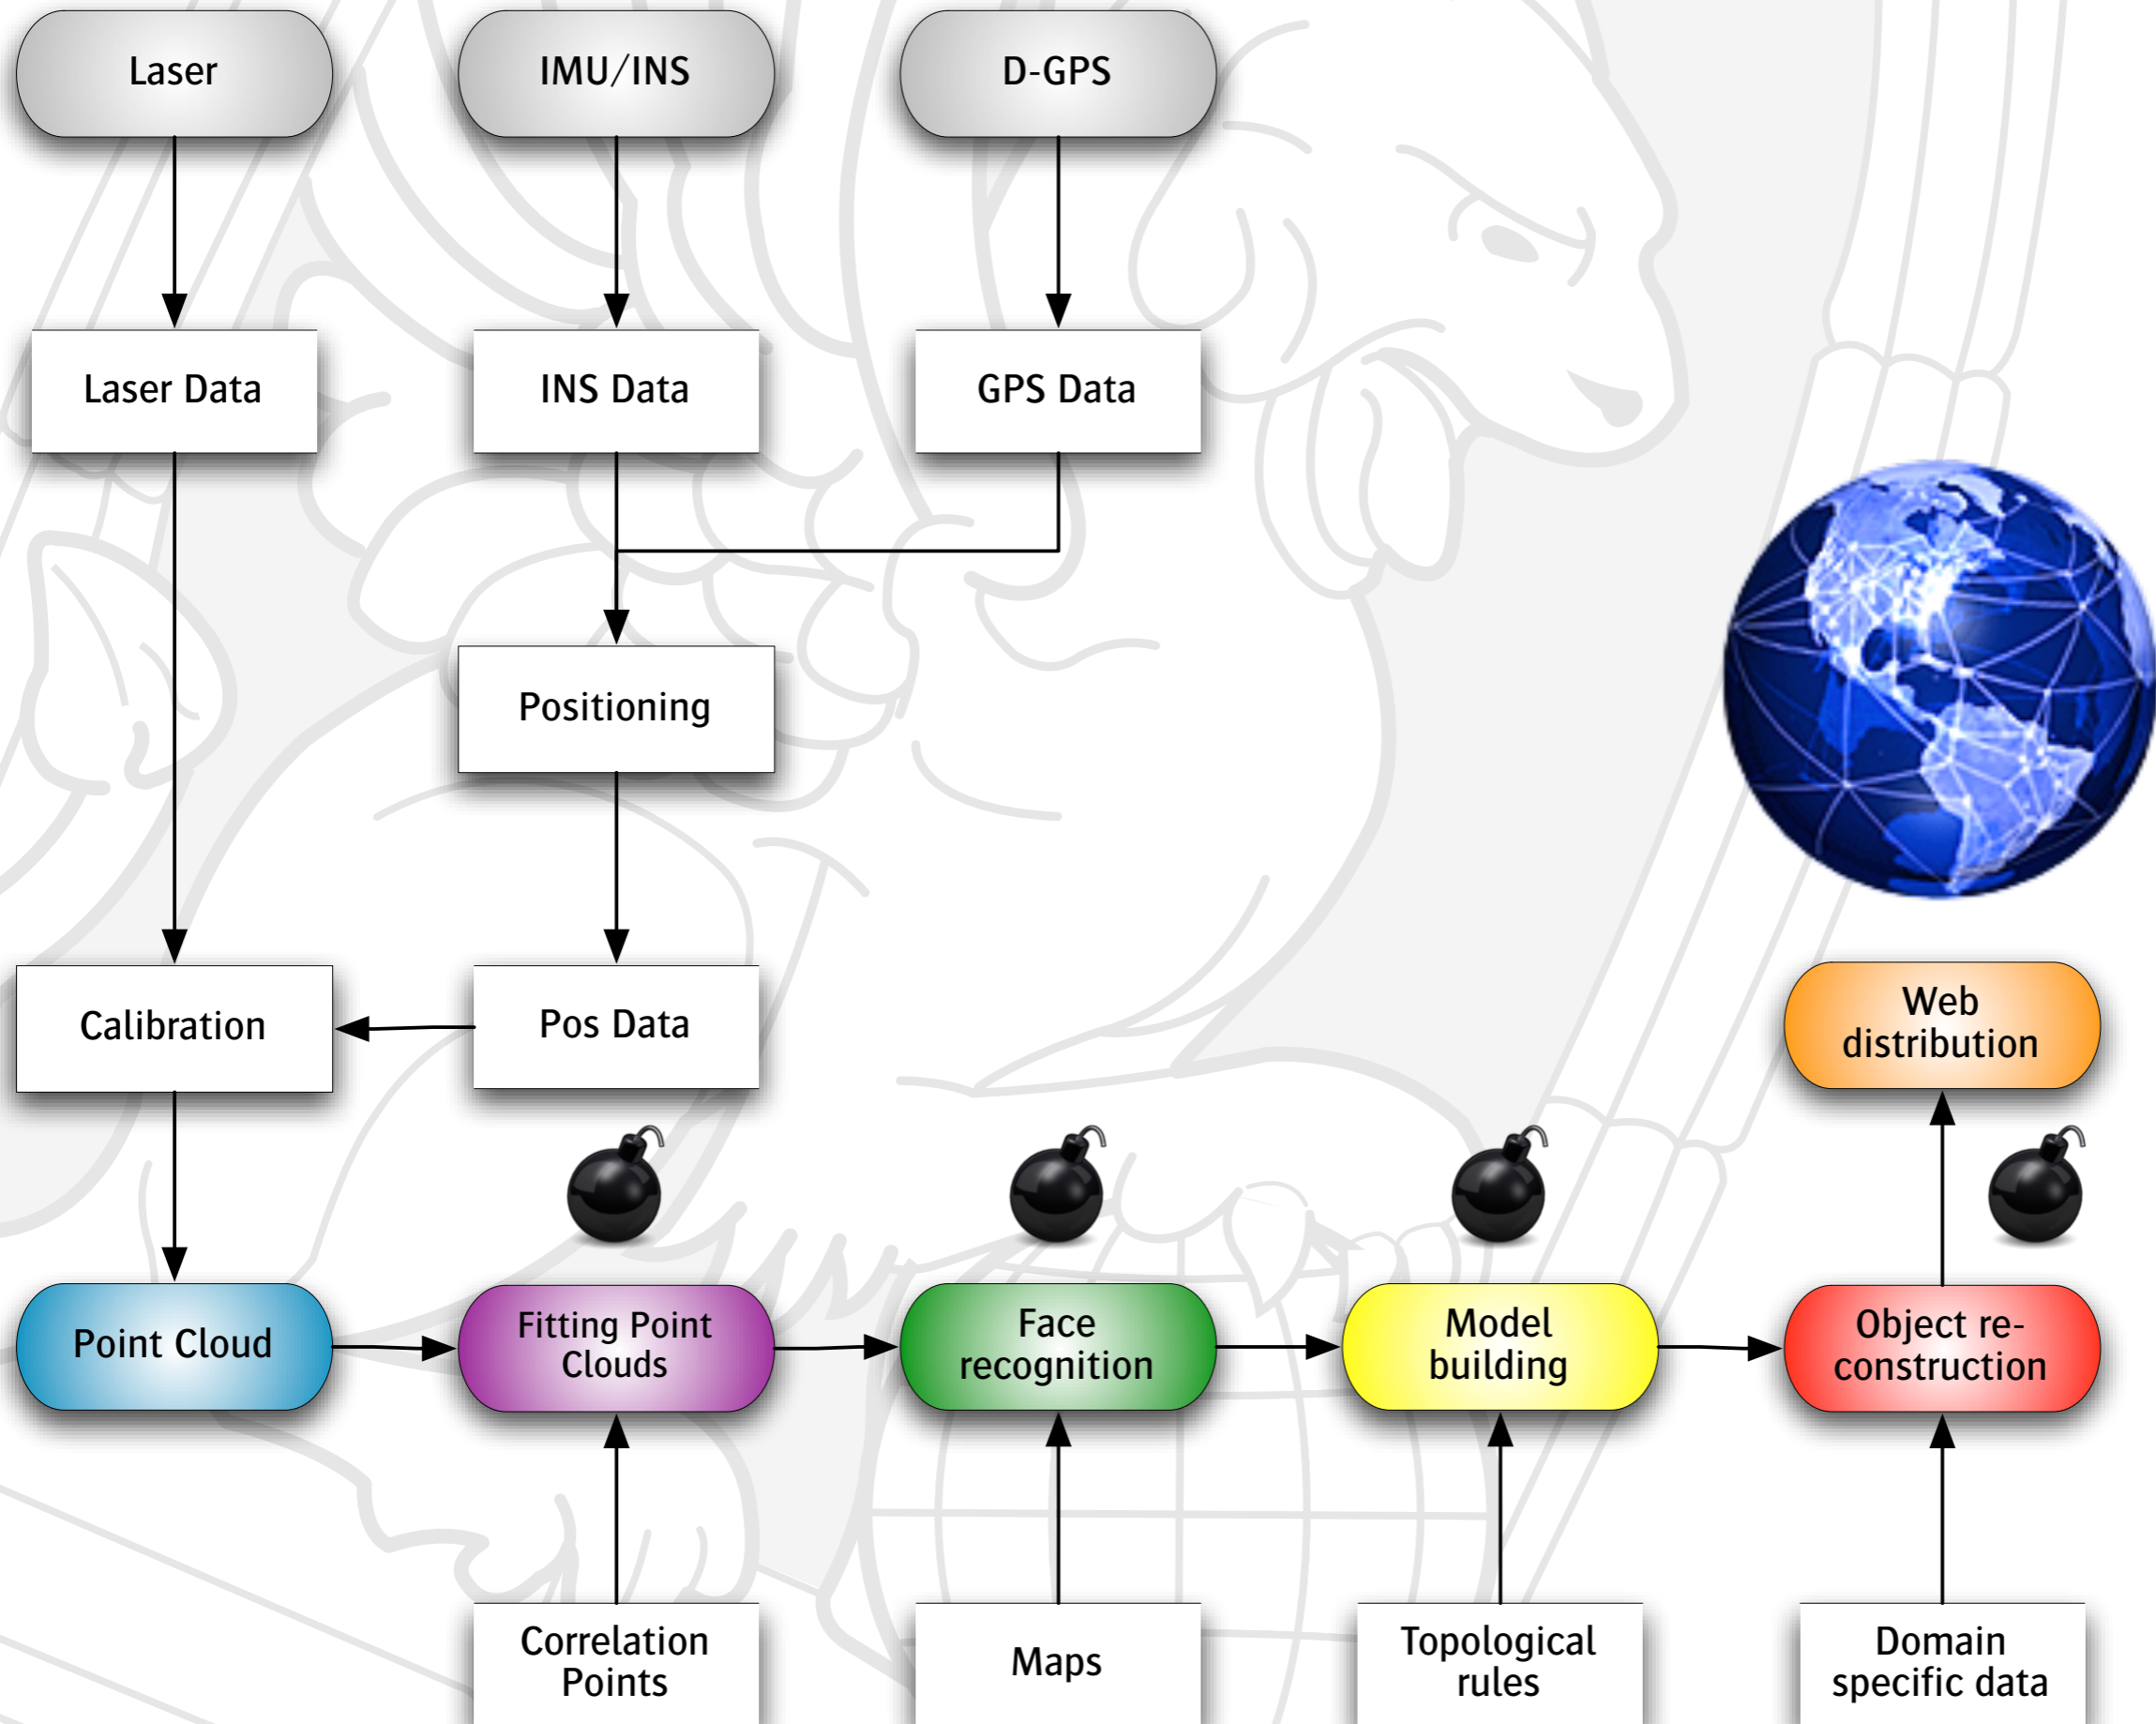 Laser
IMU/INS
D-GPS
Laser Data
INS Data
GPS Data
Positioning
Calibration
Pos Data
Web
distribution
Point Cloud
Fitting Point
Clouds
Face
recognition
Model
building
Object re-
construction
Correlation
Points
Maps
Topological
rules
Domain
specific data